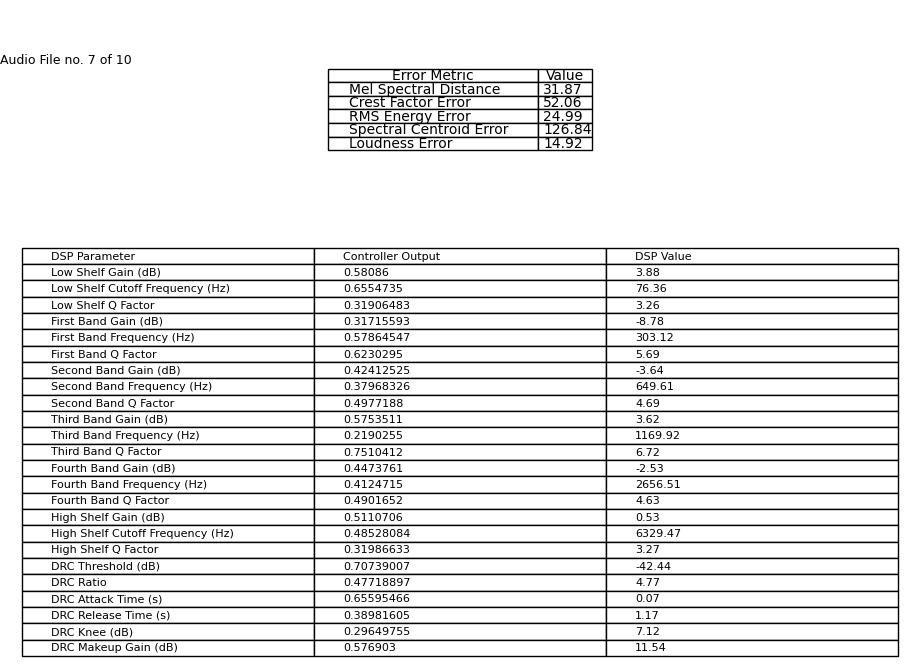 Audio File no. 7 of 10
Error Metric Value
Mel Spectral Distance 31.87
Crest Factor Error 52.06
RMS Energy Error 24.99
Spectral Centroid Error 126.84
Loudness Error 14.92
DSP Parameter Controller Output DSP Value
Low Shelf Gain (dB) 0.58086 3.88
Low Shelf Cutoff Frequency (Hz) 0.6554735 76.36
Low Shelf Q Factor 0.31906483 3.26
First Band Gain (dB) 0.31715593 -8.78
First Band Frequency (Hz) 0.57864547 303.12
First Band Q Factor 0.6230295 5.69
Second Band Gain (dB) 0.42412525 -3.64
Second Band Frequency (Hz) 0.37968326 649.61
Second Band Q Factor 0.4977188 4.69
Third Band Gain (dB) 0.5753511 3.62
Third Band Frequency (Hz) 0.2190255 1169.92
Third Band Q Factor 0.7510412 6.72
Fourth Band Gain (dB) 0.4473761 -2.53
Fourth Band Frequency (Hz) 0.4124715 2656.51
Fourth Band Q Factor 0.4901652 4.63
High Shelf Gain (dB) 0.5110706 0.53
High Shelf Cutoff Frequency (Hz) 0.48528084 6329.47
High Shelf Q Factor 0.31986633 3.27
DRC Threshold (dB) 0.70739007 -42.44
DRC Ratio 0.47718897 4.77
DRC Attack Time (s) 0.65595466 0.07
DRC Release Time (s) 0.38981605 1.17
DRC Knee (dB) 0.29649755 7.12
DRC Makeup Gain (dB) 0.576903 11.54